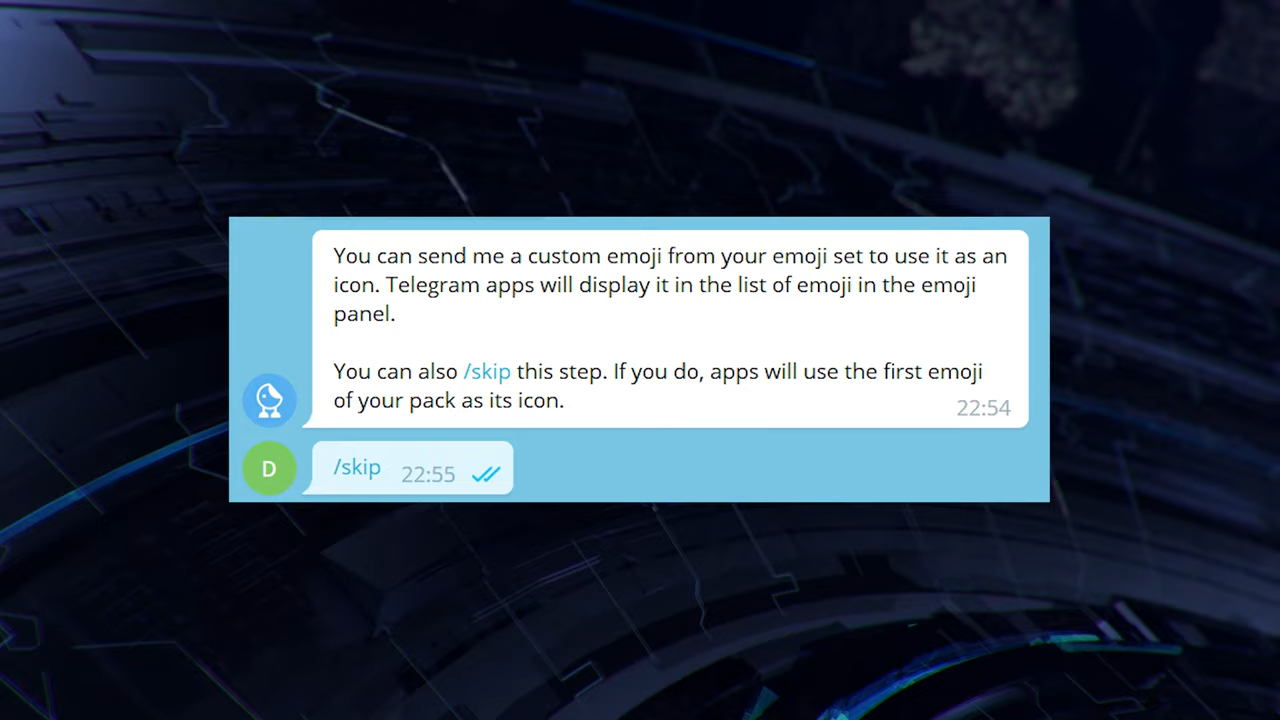 You can send me a custom emoji from your emoji set to use it as an
icon. Telegram apps will display it in the list of emoji in the emoji
panel.
You can also /skip this step. If you do, apps will use the first emoji
of your pack as its icon.
22:54
D
/skip 22:55